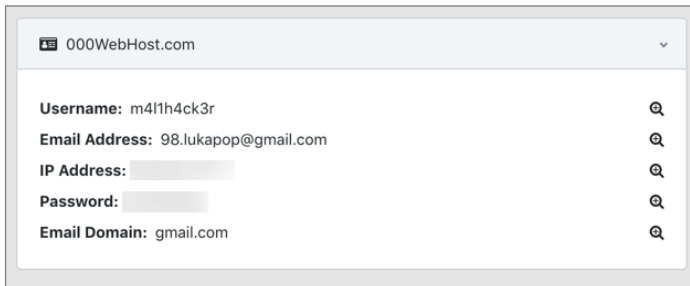 000WebHost.com
Username: m4l1h4ck3r
Email Address: 98.lukapop@gmail.com
IP Address:
Password:
Email Domain: gmail.com